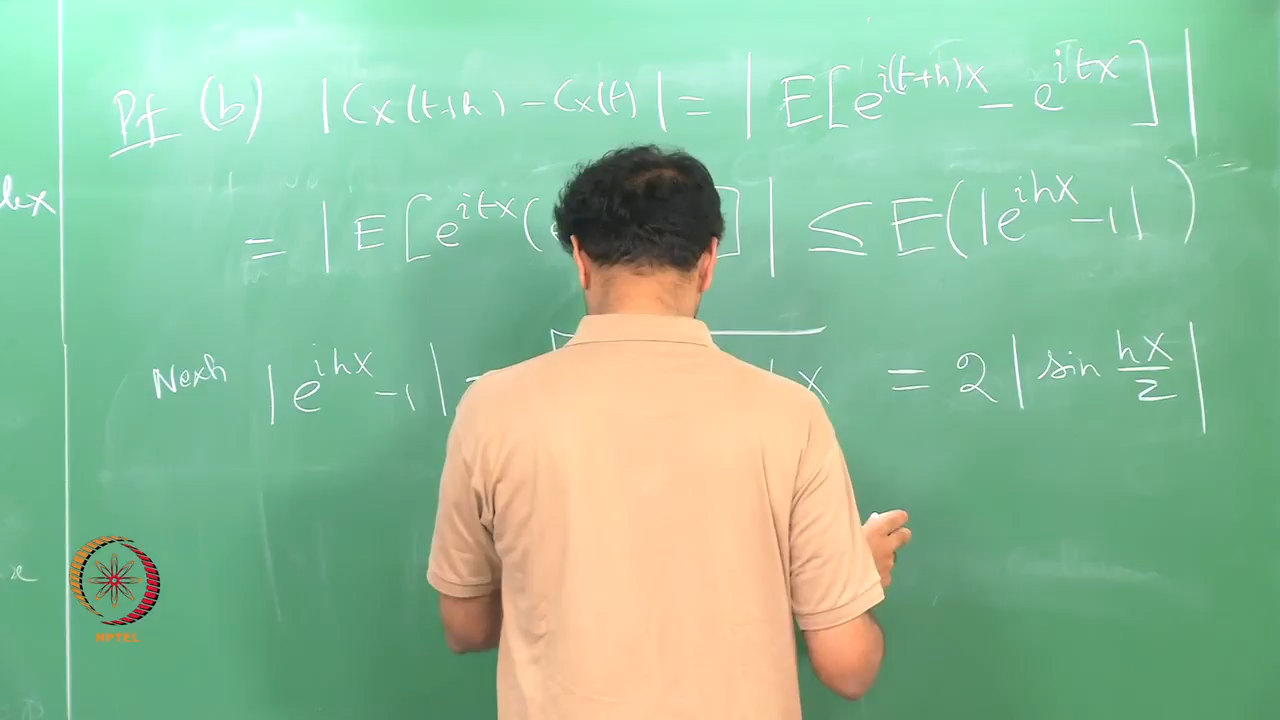 Pf (b) |Cx(t+h) - Cx(t)| = |E[e^{i(t+h)X} - e^{itX}]|
= |E[e^{itX}( ]| ≤ E(|e^{ihX} - 1|)
Next |e^{ihX} - 1| = √ X = 2|sin hX/2|
NPTEL